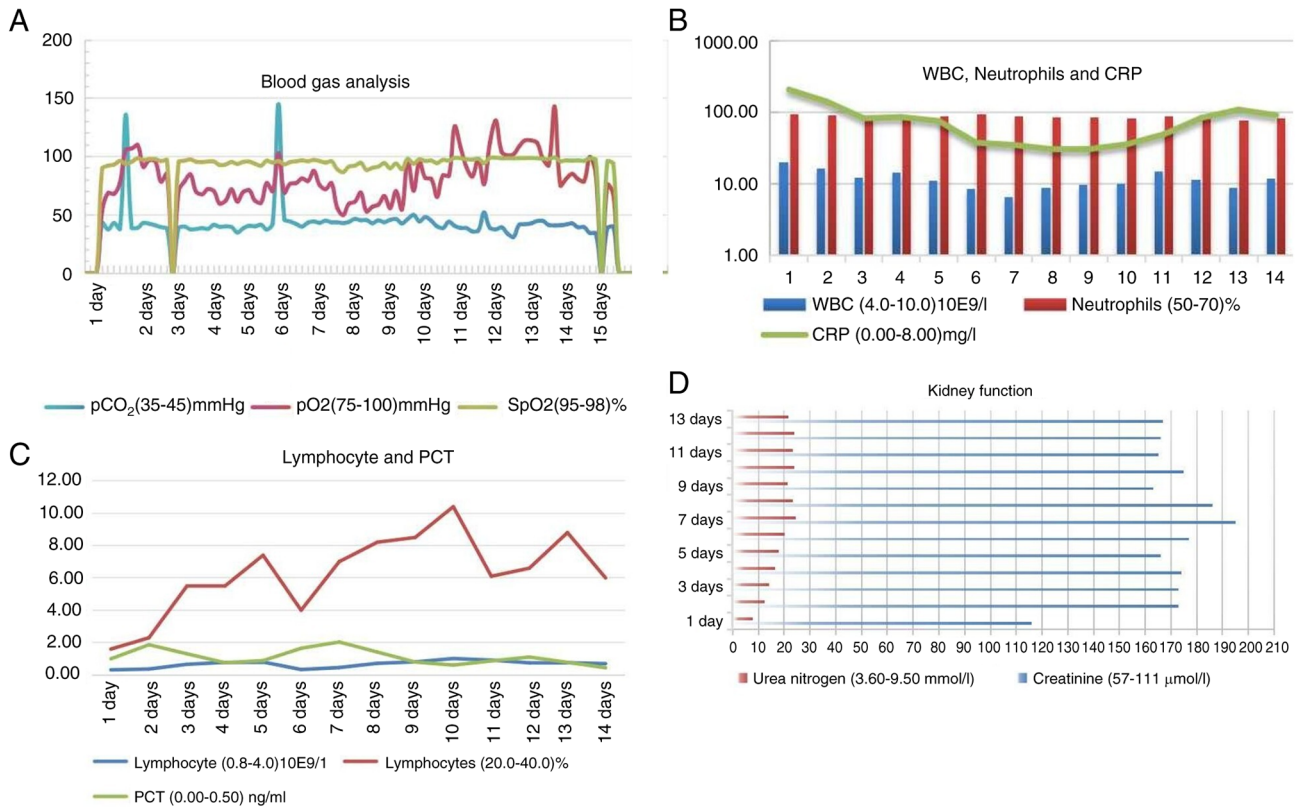 A
200
150
100
50
0
Blood gas analysis
1 day
2 days
3 days
4 days
5 days
6 days
7 days
8 days
9 days
10 days
11 days
12 days
13 days
14 days
15 days
pCO2(35-45)mmHg pO2(75-100)mmHg SpO2(95-98)%
B
1000.00
100.00
10.00
1.00
WBC, Neutrophils and CRP
1 2 3 4 5 6 7 8 9 10 11 12 13 14
WBC (4.0-10.0)10E9/l Neutrophils (50-70)%
CRP (0.00-8.00)mg/l
C
Lymphocyte and PCT
12.00
10.00
8.00
6.00
4.00
2.00
0.00
1 day
2 days
3 days
4 days
5 days
6 days
7 days
8 days
9 days
10 days
11 days
12 days
13 days
14 days
Lymphocyte (0.8-4.0)10E9/1 Lymphocytes (20.0-40.0)%
PCT (0.00-0.50) ng/ml
D
Kidney function
13 days
11 days
9 days
7 days
5 days
3 days
1 day
0 10 20 30 40 50 60 70 80 90 100 110 120 130 140 150 160 170 180 190 200 210
Urea nitrogen (3.60-9.50 mmol/l) Creatinine (57-111 μmol/l)